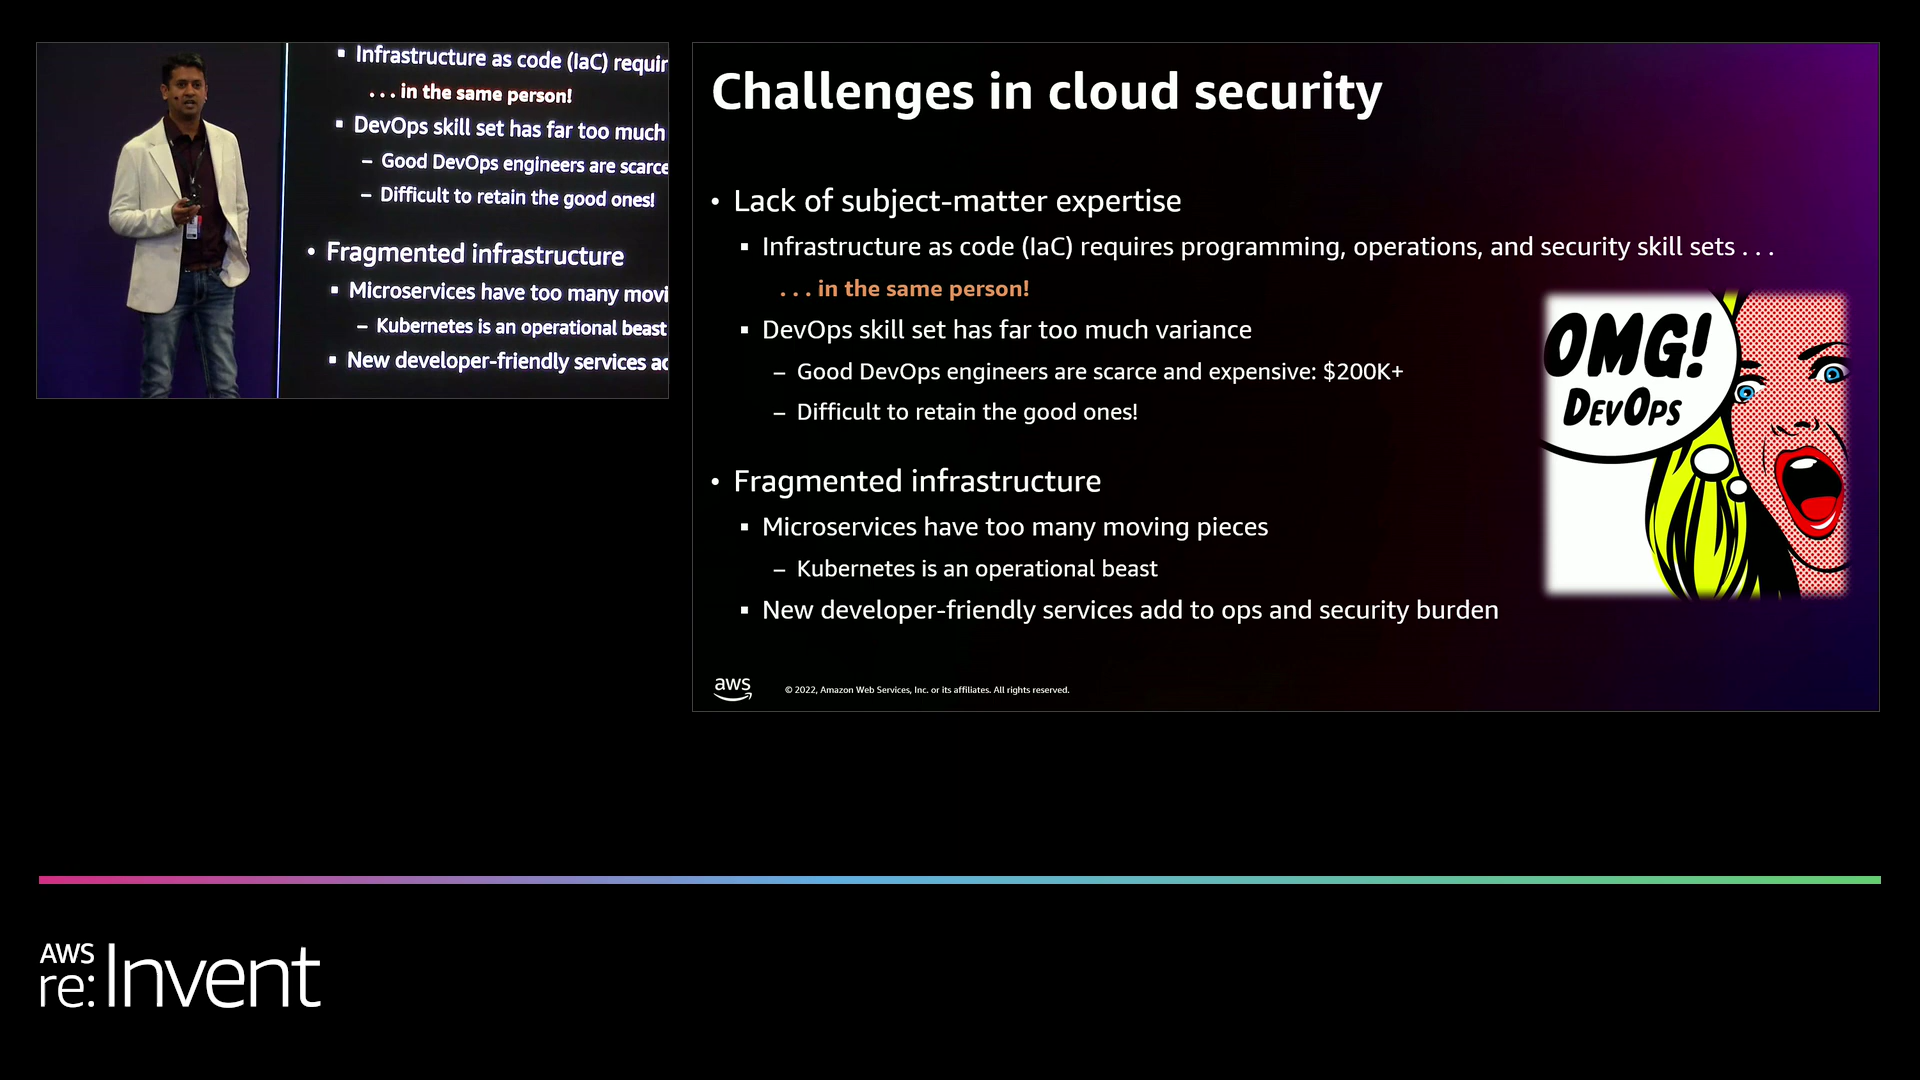 Infrastructure as code (IaC) requir
. . . in the same person!
DevOps skill set has far too much
– Good DevOps engineers are scarce
– Difficult to retain the good ones!
• Fragmented infrastructure
▪ Microservices have too many movi
– Kubernetes is an operational beast
▪ New developer-friendly services ad
Challenges in cloud security
• Lack of subject-matter expertise
▪ Infrastructure as code (IaC) requires programming, operations, and security skill sets . . .
. . . in the same person!
▪ DevOps skill set has far too much variance
– Good DevOps engineers are scarce and expensive: $200K+
– Difficult to retain the good ones!
• Fragmented infrastructure
▪ Microservices have too many moving pieces
– Kubernetes is an operational beast
▪ New developer-friendly services add to ops and security burden
OMG!
DevOps
aws
© 2022, Amazon Web Services, Inc. or its affiliates. All rights reserved.
AWS
re:Invent